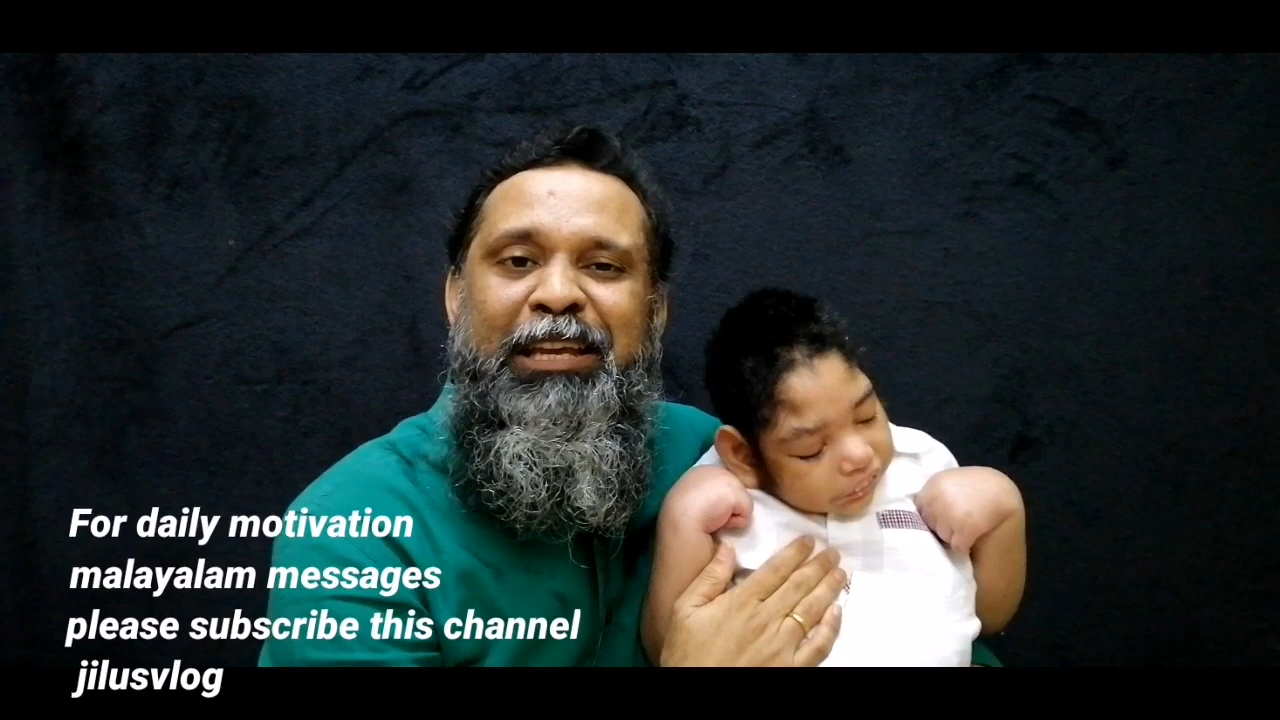 For daily motivation
malayalam messages
please subscribe this channel
jilusvlog